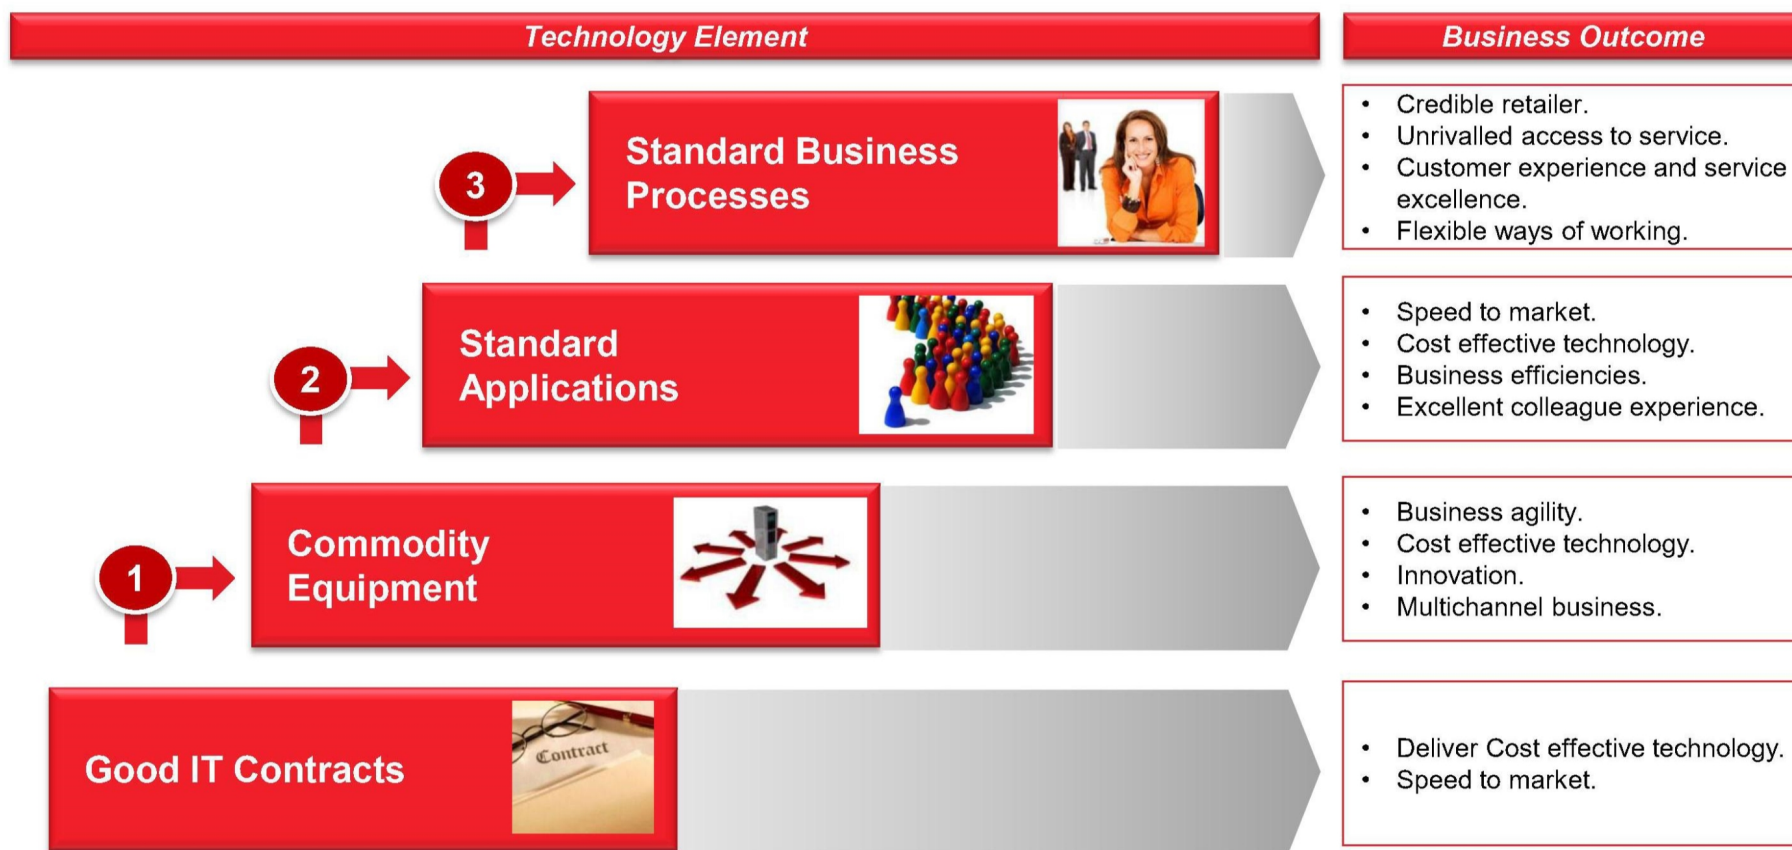 Technology Element
Business Outcome
3
Standard Business
Processes
• Credible retailer.
• Unrivalled access to service.
• Customer experience and service
excellence.
• Flexible ways of working.
2
Standard
Applications
• Speed to market.
• Cost effective technology.
• Business efficiencies.
• Excellent colleague experience.
1
Commodity
Equipment
• Business agility.
• Cost effective technology.
• Innovation.
• Multichannel business.
Good IT Contracts
Contract
• Deliver Cost effective technology.
• Speed to market.